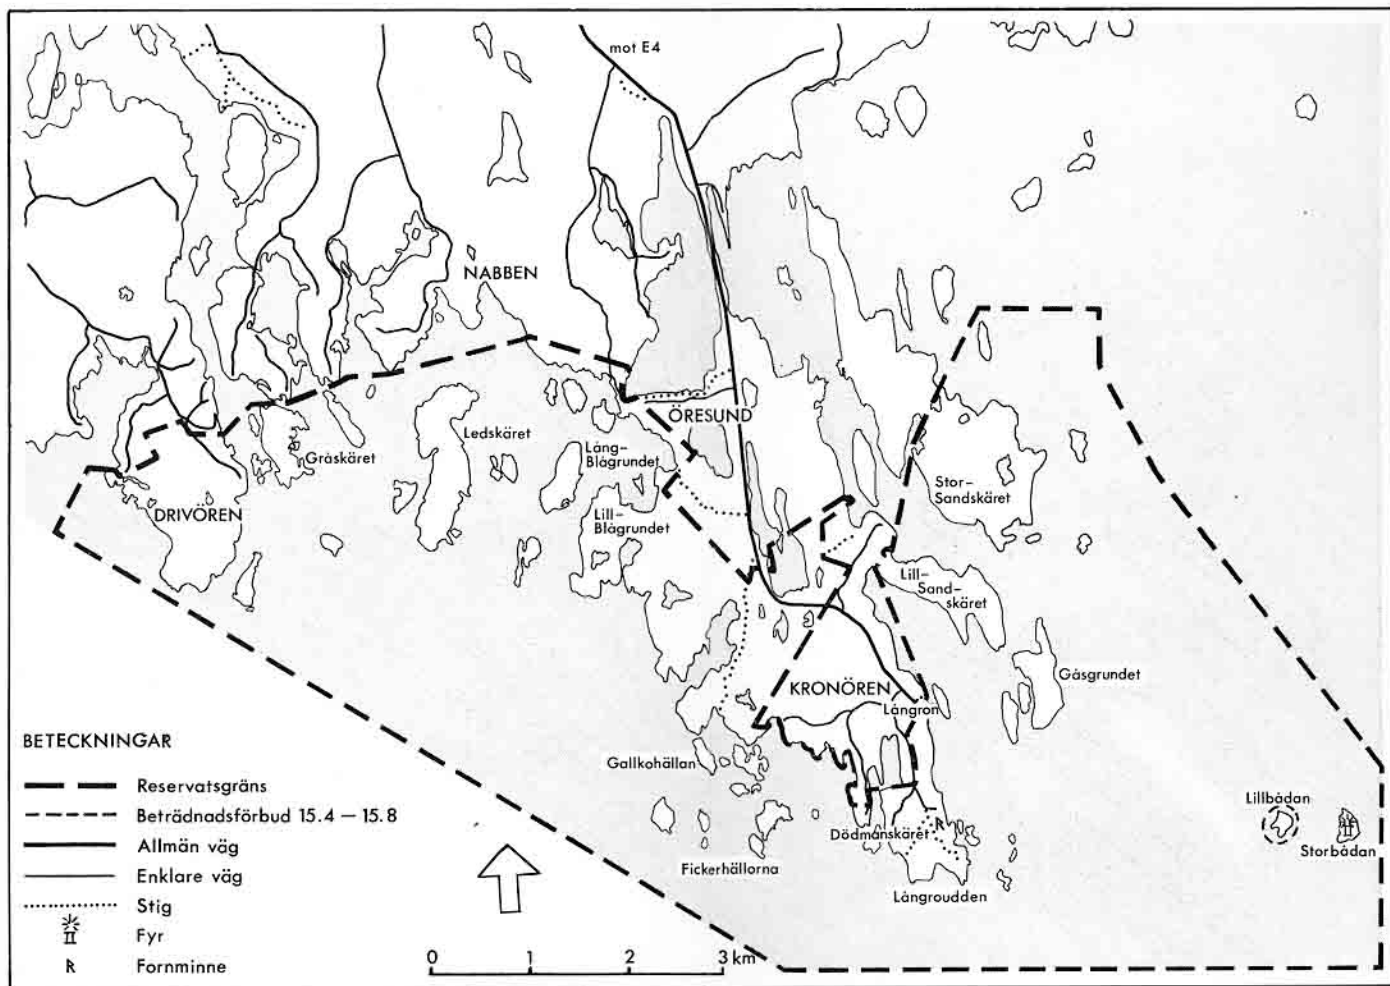 mot E4
NABBEN
ÖRESUND
Gråskäret
Ledskäret
Lång-
Blågrundet
Stor-
Sandskäret
DRIVÖREN
Lill-
Blågrundet
Lill-
Sand-
skäret
Gåsgrundet
KRONÖREN
Långron
Gallkohällan
Lillbådan
Storbådan
Dödmanskäret
R
Fickerhällorna
Långroudden
BETECKNINGAR
Reservatsgräns
Beträdnadsförbud 15.4 — 15.8
Allmän väg
Enklare väg
Stig
Fyr
R Fornminne
0 1 2 3 km